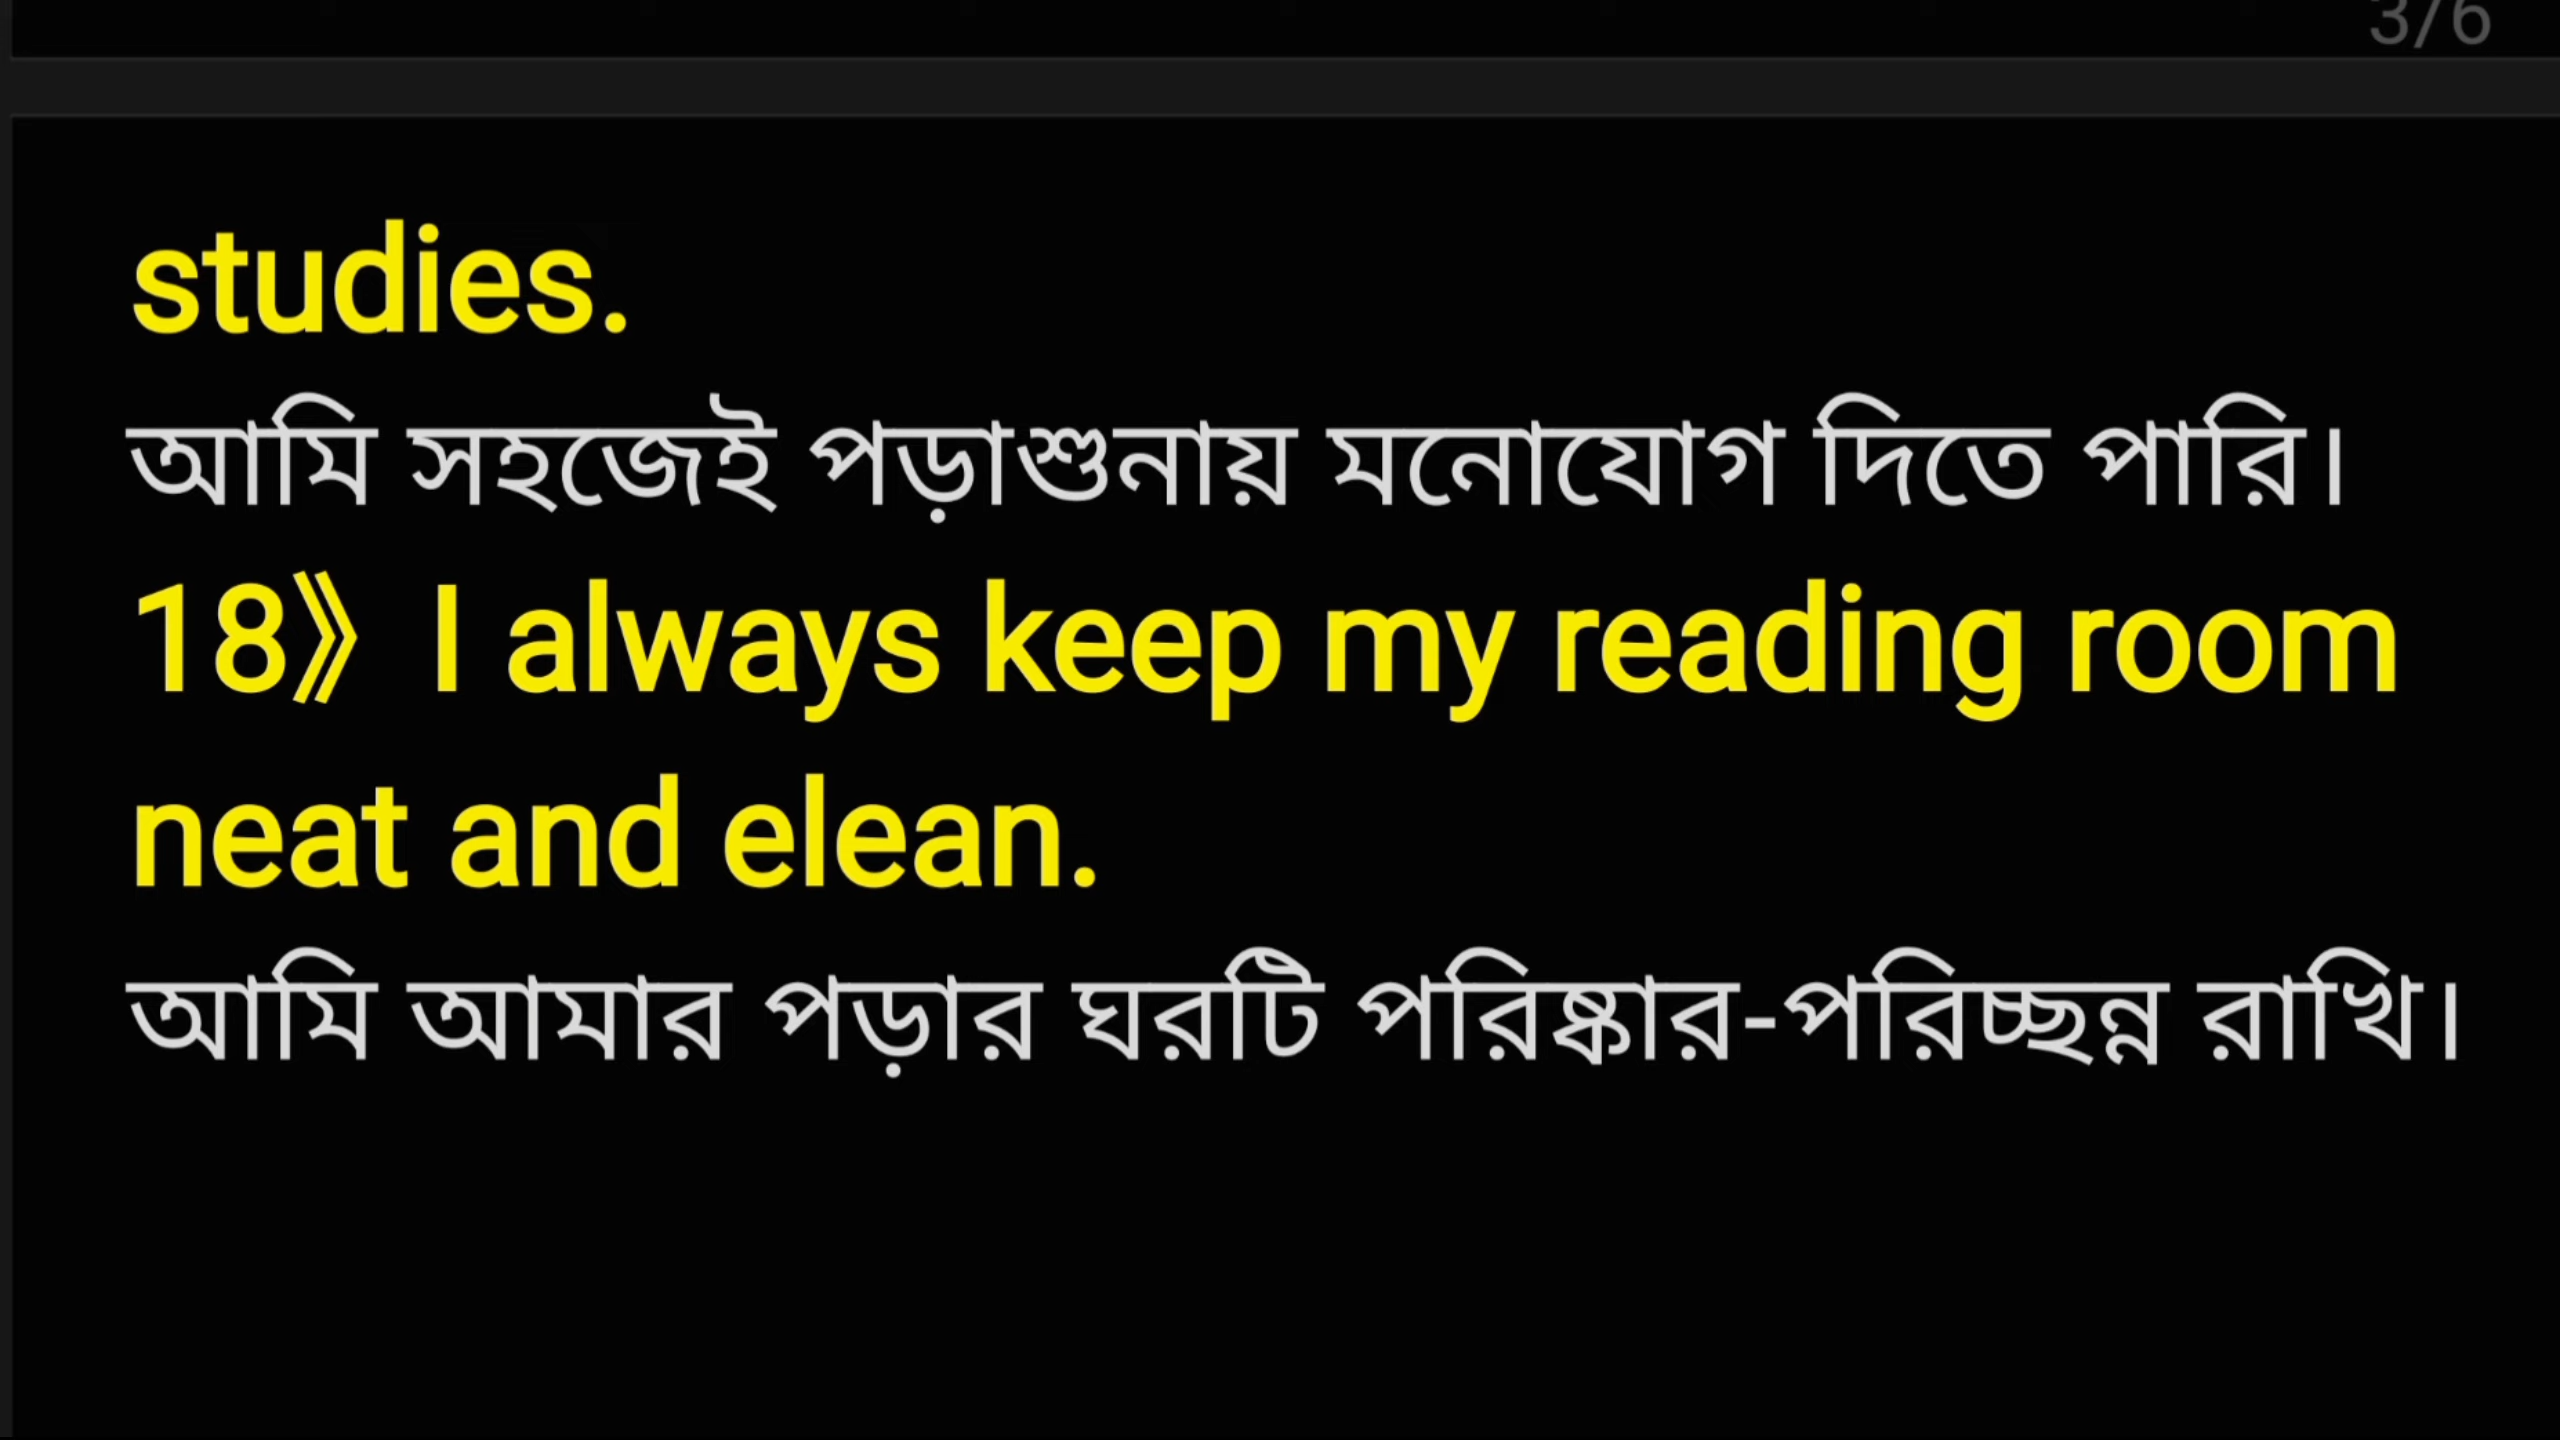 3/6
studies.
আমি সহজেই পড়াশুনায় মনোযোগ দিতে পারি।
18》 I always keep my reading room
neat and elean.
আমি আমার পড়ার ঘরটি পরিষ্কার-পরিচ্ছন্ন রাখি।